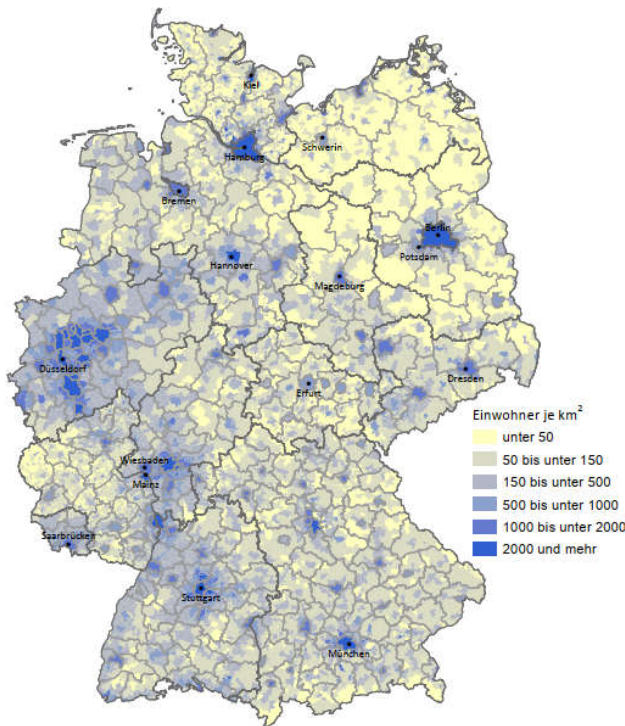 Kiel
Schwerin
Hamburg
Bremen
Berlin
Potsdam
Hannover
Magdeburg
Düsseldorf
Dresden
Erfurt
Einwohner je km²
unter 50
50 bis unter 150
150 bis unter 500
500 bis unter 1000
1000 bis unter 2000
2000 und mehr
Wiesbaden
Mainz
Saarbrücken
Stuttgart
München